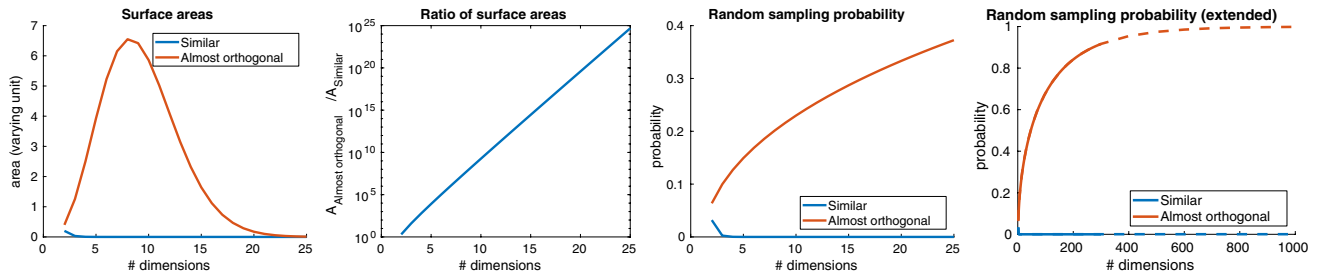 Surface areas
area (varying unit)
7
6
5
4
3
2
1
0
Similar
Almost orthogonal
0 5 10 15 20 25
# dimensions
Ratio of surface areas
A Almost orthogonal /A Similar
10^25
10^20
10^15
10^10
10^5
10^0
0 5 10 15 20 25
# dimensions
Random sampling probability
probability
0.4
0.3
0.2
0.1
0
Similar
Almost orthogonal
0 5 10 15 20 25
# dimensions
Random sampling probability (extended)
probability
1
0.8
0.6
0.4
0.2
0
Similar
Almost orthogonal
0 200 400 600 800 1000
# dimensions